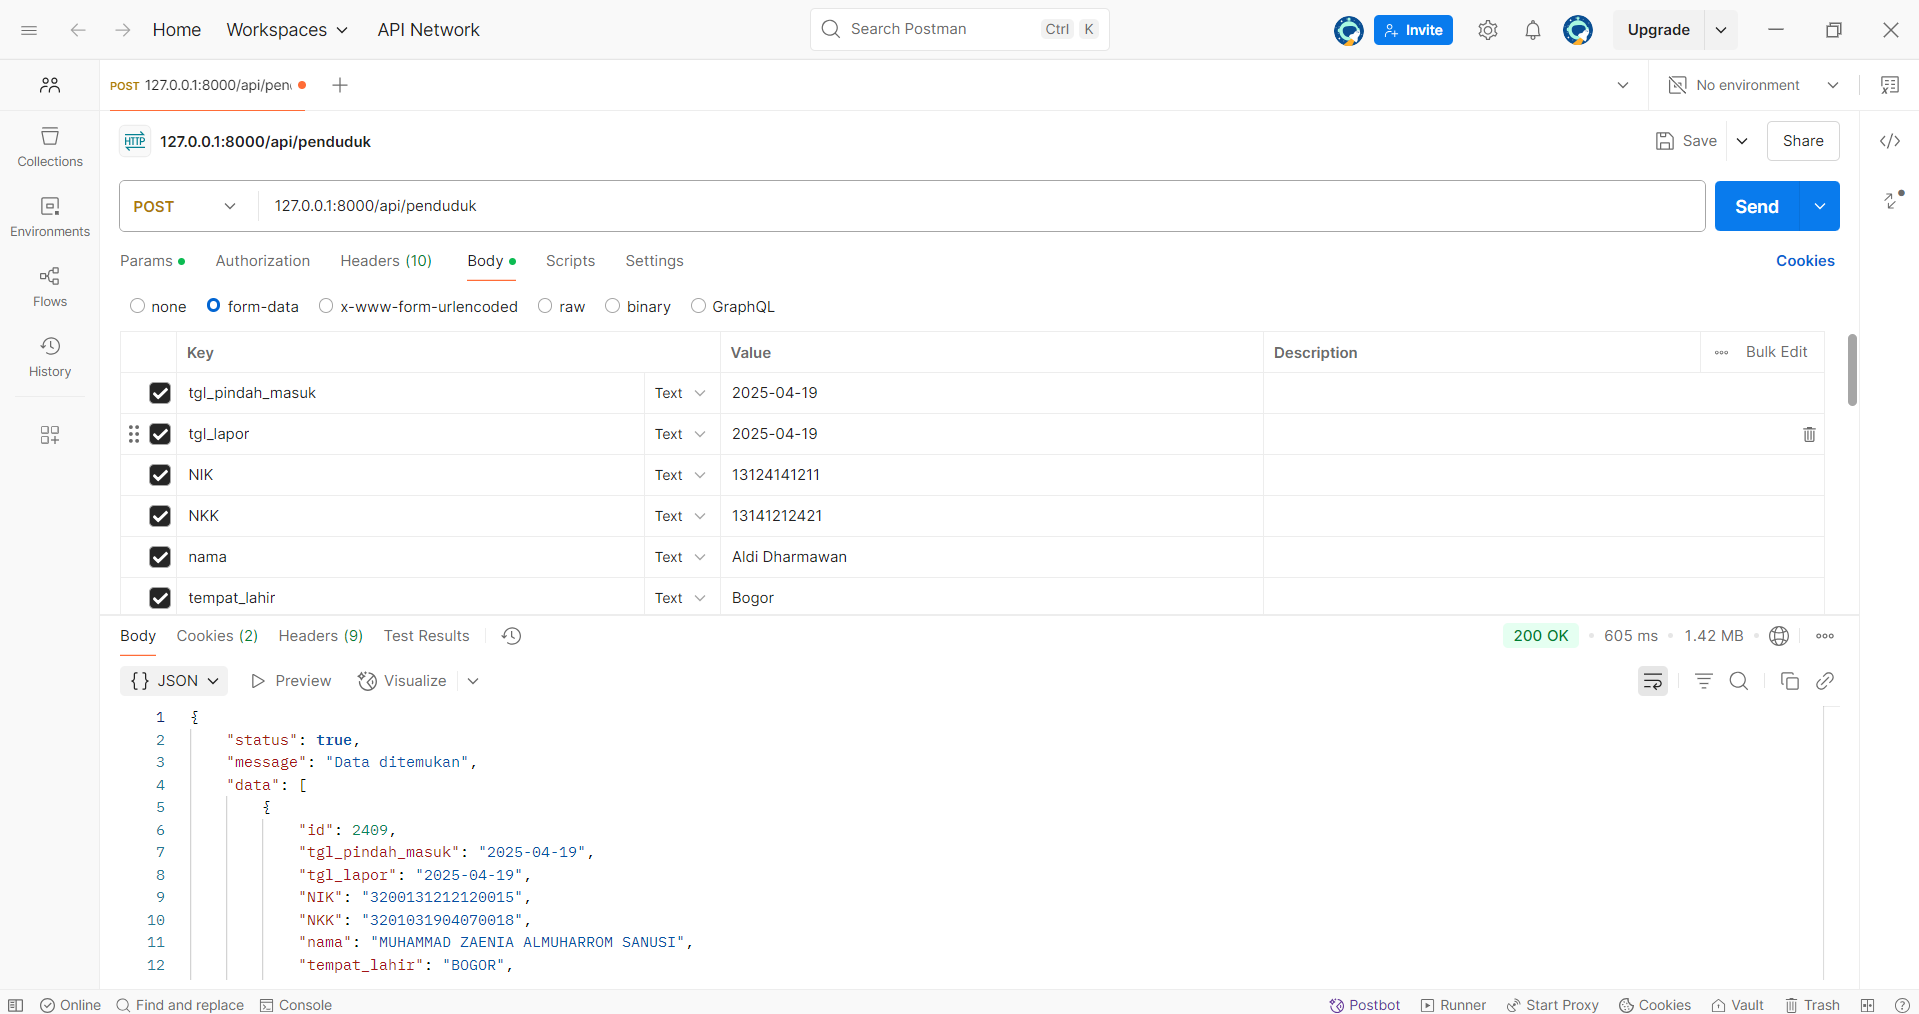 Home Workspaces API Network Search Postman Ctrl K Invite Upgrade
POST 127.0.0.1:8000/api/pen No environment
HTTP 127.0.0.1:8000/api/penduduk Save Share
POST 127.0.0.1:8000/api/penduduk Send
Params Authorization Headers (10) Body Scripts Settings Cookies
none form-data x-www-form-urlencoded raw binary GraphQL
Key Value Description Bulk Edit
tgl_pindah_masuk Text 2025-04-19
tgl_lapor Text 2025-04-19
NIK Text 13124141211
NKK Text 13141212421
nama Text Aldi Dharmawan
tempat_lahir Text Bogor
Collections
Environments
Flows
History
Body Cookies (2) Headers (9) Test Results 200 OK 605 ms 1.42 MB
{} JSON Preview Visualize
1 {
2 "status": true,
3 "message": "Data ditemukan",
4 "data": [
5 {
6 "id": 2409,
7 "tgl_pindah_masuk": "2025-04-19",
8 "tgl_lapor": "2025-04-19",
9 "NIK": "3200131212120015",
10 "NKK": "3201031904070018",
11 "nama": "MUHAMMAD ZAENIA ALMUHARROM SANUSI",
12 "tempat_lahir": "BOGOR",
Online Find and replace Console Postbot Runner Start Proxy Cookies Vault Trash